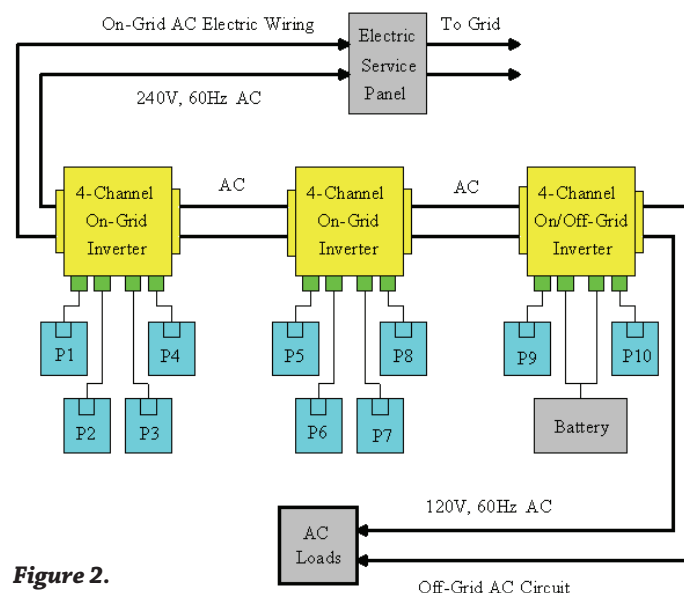 On-Grid AC Electric Wiring
Electric
Service
Panel
To Grid
240V, 60Hz AC
4-Channel
On-Grid
Inverter
AC
4-Channel
On-Grid
Inverter
AC
4-Channel
On/Off-Grid
Inverter
P1
P4
P5
P8
P9
P10
P2
P3
P6
P7
Battery
120V, 60Hz AC
AC
Loads
Figure 2.
Off-Grid AC Circuit